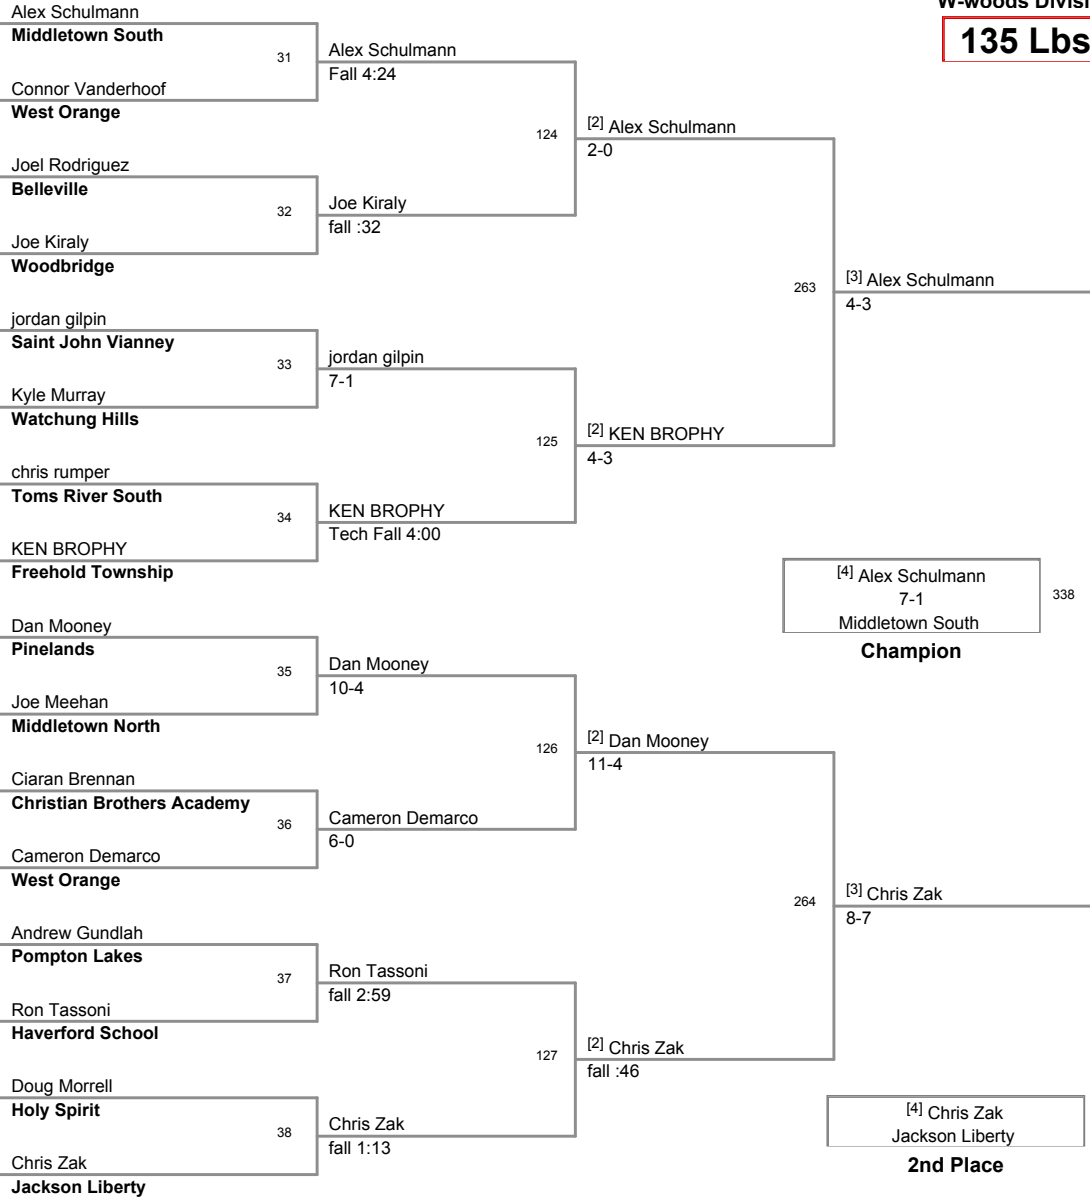 W-woods Divisi
135 Lbs
Alex Schulmann
Middletown South
31
Connor Vanderhoof
West Orange
Joel Rodriguez
Belleville
32
Joe Kiraly
Woodbridge
jordan gilpin
Saint John Vianney
33
Kyle Murray
Watchung Hills
chris rumper
Toms River South
34
KEN BROPHY
Freehold Township
Dan Mooney
Pinelands
35
Joe Meehan
Middletown North
Ciaran Brennan
Christian Brothers Academy
36
Cameron Demarco
West Orange
Andrew Gundlah
Pompton Lakes
37
Ron Tassoni
Haverford School
Doug Morrell
Holy Spirit
38
Chris Zak
Jackson Liberty
Alex Schulmann
Fall 4:24
124
Joe Kiraly
fall :32
jordan gilpin
7-1
125
KEN BROPHY
Tech Fall 4:00
Dan Mooney
10-4
126
Cameron Demarco
6-0
Ron Tassoni
fall 2:59
127
Chris Zak
fall 1:13
[2] Alex Schulmann
2-0
263
[2] KEN BROPHY
4-3
[2] Dan Mooney
11-4
264
[2] Chris Zak
fall :46
[3] Alex Schulmann
4-3
[3] Chris Zak
8-7
[4] Alex Schulmann
7-1
Middletown South
338
Champion
[4] Chris Zak
Jackson Liberty
2nd Place